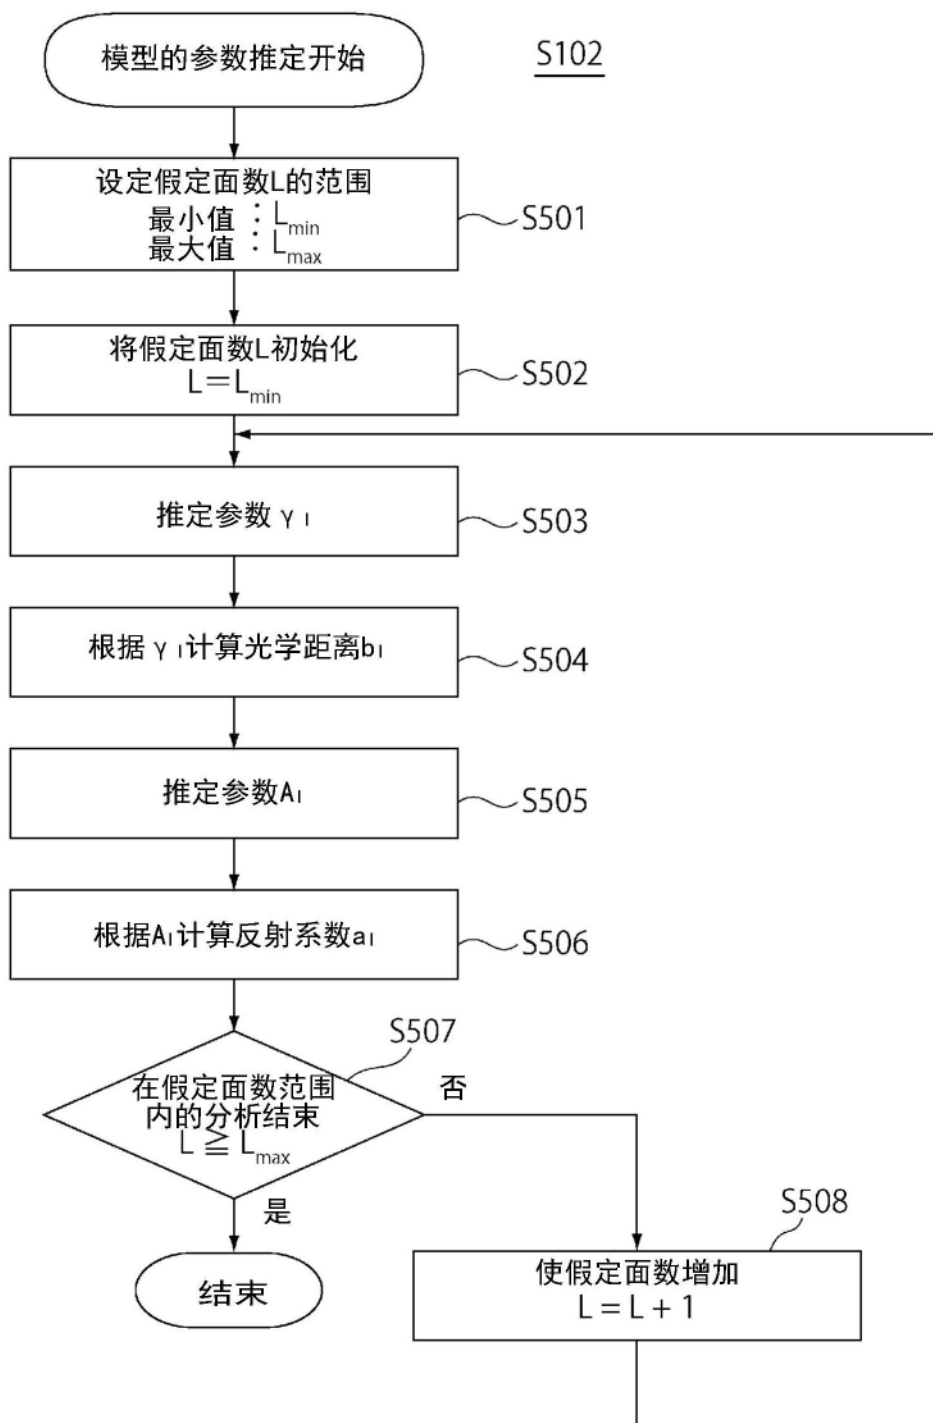 模型的参数推定开始
S102
设定假定面数L的范围
最小值：Lmin
最大值：Lmax
S501
将假定面数L初始化
L=Lmin
S502
推定参数γl
S503
根据γl计算光学距离bl
S504
推定参数Al
S505
根据Al计算反射系数al
S506
S507
在假定面数范围
内的分析结束
L≧Lmax
否
是
S508
结束
使假定面数增加
L = L + 1